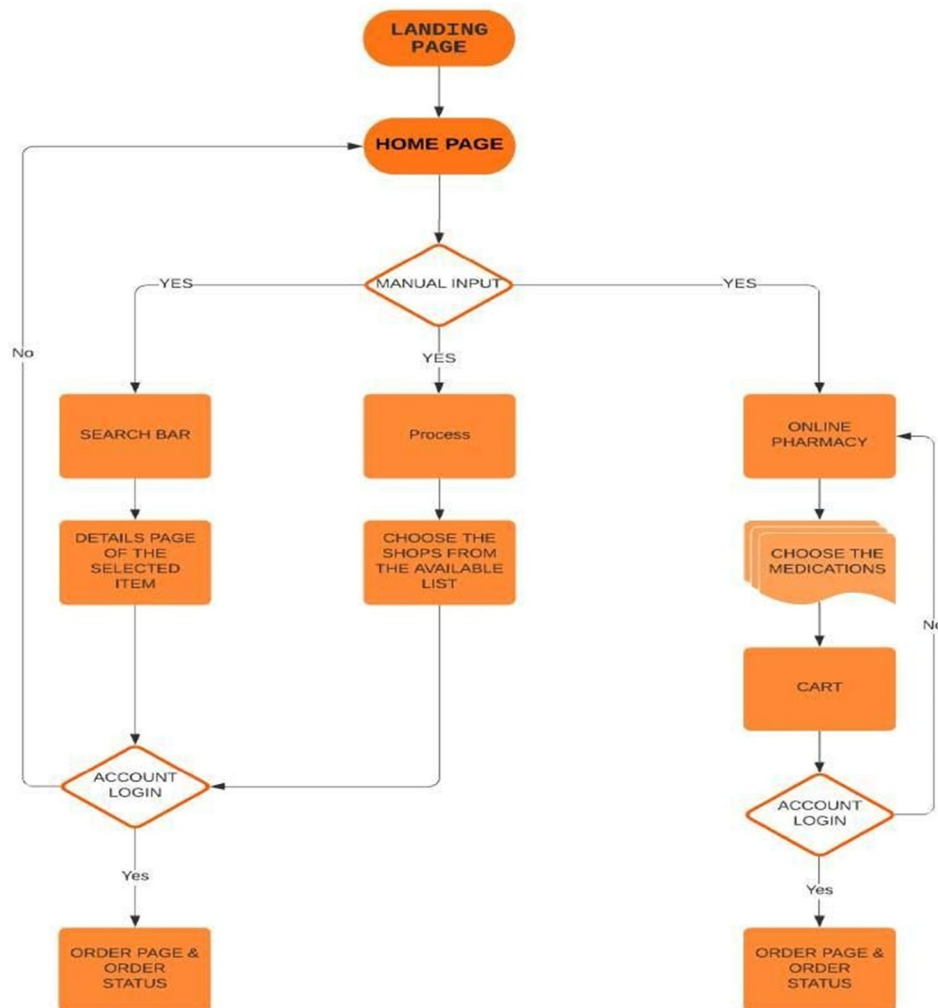 LANDING
PAGE
HOME PAGE
MANUAL INPUT
YES
YES
YES
No
SEARCH BAR
Process
ONLINE
PHARMACY
DETAILS PAGE
OF THE
SELECTED
ITEM
CHOOSE THE
SHOPS FROM
THE AVAILABLE
LIST
CHOOSE THE
MEDICATIONS
No
CART
ACCOUNT
LOGIN
ACCOUNT
LOGIN
Yes
Yes
ORDER PAGE &
ORDER
STATUS
ORDER PAGE &
ORDER
STATUS